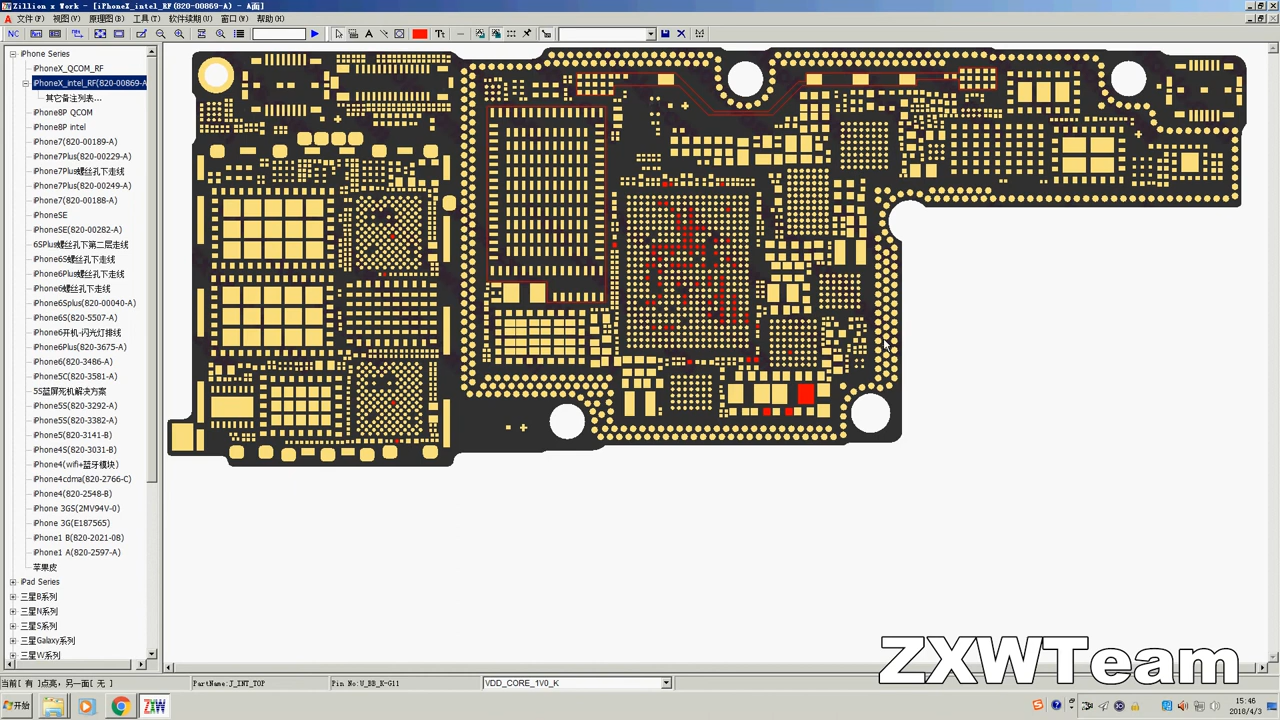 Zillion x Work - [iPhoneX_intel_RF(820-00869-A) - A面]
文件(F) 视图(V) 原理图(B) 工具(T) 软件续期(U) 窗口(W) 帮助(H)
NC
iPhone Series
iPhoneX_QCOM_RF
iPhoneX_intel_RF(820-00869-A
其它备注列表...
iPhone8P QCOM
iPhone8P intel
iPhone7(820-00189-A)
iPhone7Plus(820-00229-A)
iPhone7Plus螺丝孔下走线
iPhone7Plus(820-00249-A)
iPhone7(820-00188-A)
iPhoneSE
iPhoneSE(820-00282-A)
6SPlus螺丝孔下第二层走线
iPhone6S螺丝孔下走线
iPhone6Plus螺丝孔下走线
iPhone6螺丝孔下走线
iPhone6Splus(820-00040-A)
iPhone6S(820-5507-A)
iPhone6开机-闪光灯排线
iPhone6Plus(820-3675-A)
iPhone6(820-3486-A)
iPhone5C(820-3581-A)
5S蓝屏死机解决方案
iPhone5S(820-3292-A)
iPhone5S(820-3382-A)
iPhone5(820-3141-B)
iPhone4S(820-3031-B)
iPhone4(wifi+蓝牙模块)
iPhone4cdma(820-2766-C)
iPhone4(820-2548-B)
iPhone 3GS(2MV94V-0)
iPhone 3G(E187565)
iPhone1 B(820-2021-08)
iPhone1 A(820-2597-A)
苹果皮
iPad Series
三星B系列
三星N系列
三星S系列
三星Galaxy系列
三星W系列
ZXWTeam
当前[ 有 ]点亮，另一面[ 无 ]
PartName:J_INT_TOP
Pin No:U_BB_K-G11
VDD_CORE_1V0_K
开始
ZXW
15:46
2018/4/3